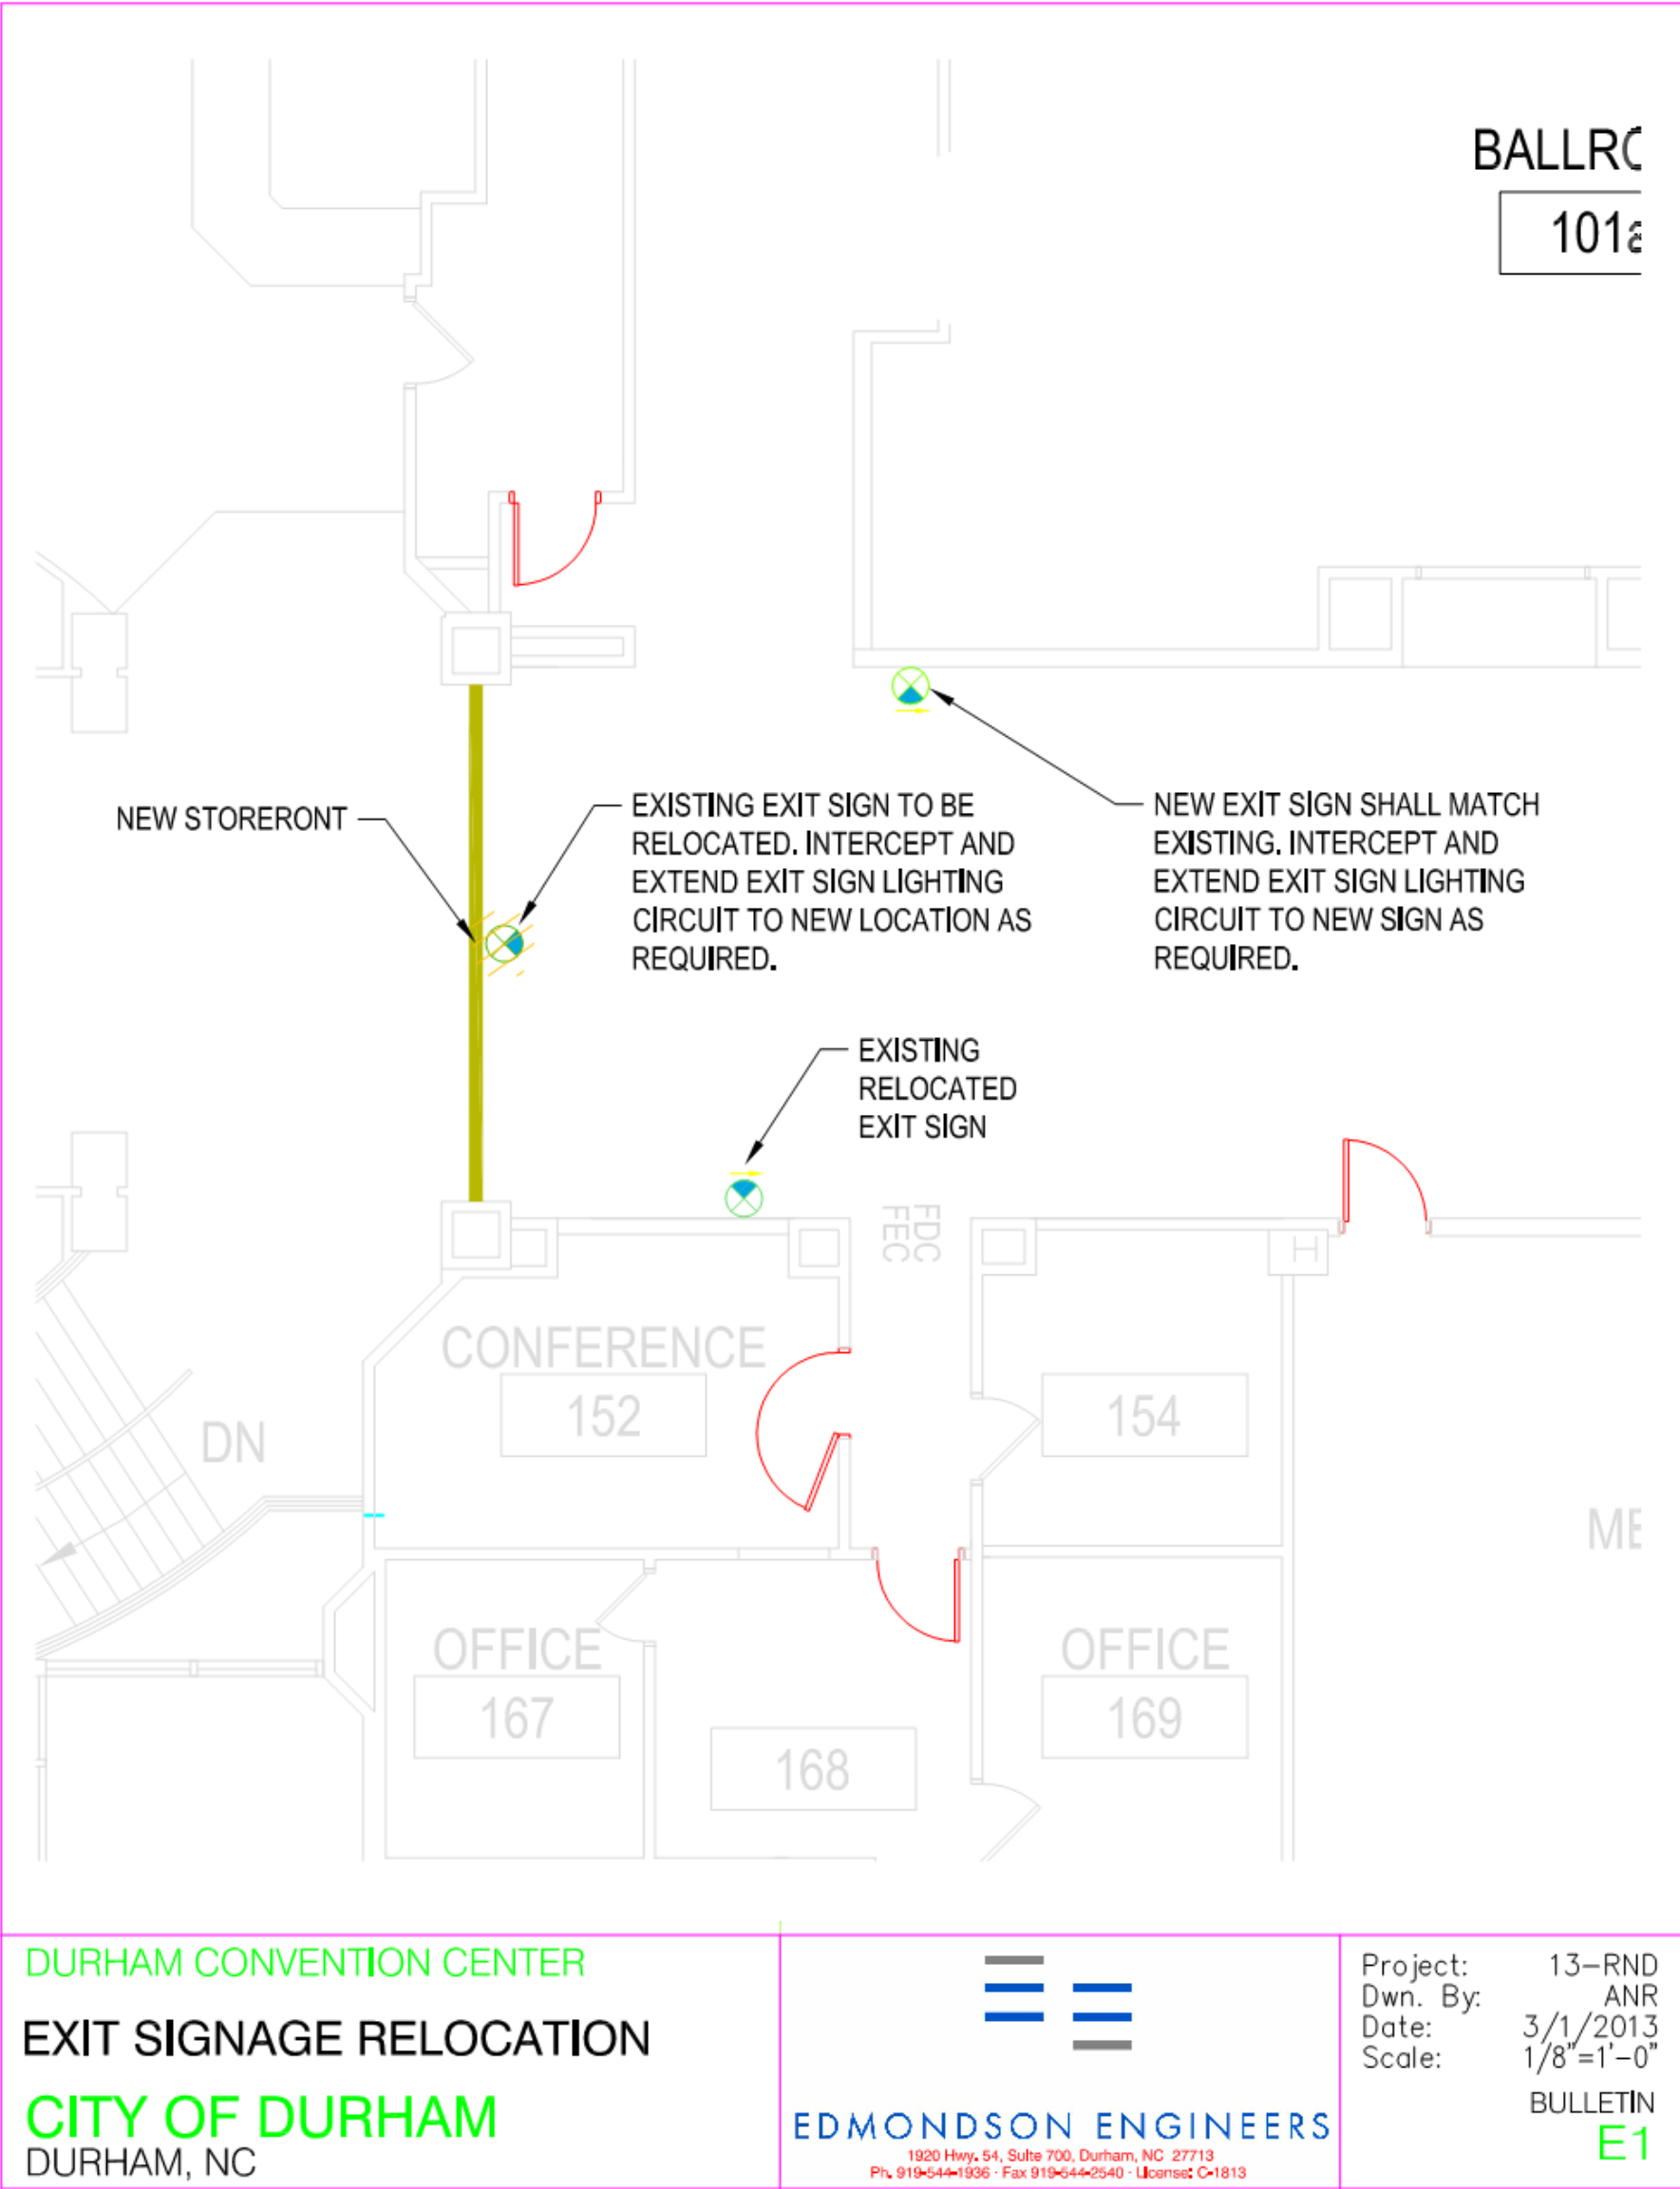 BALLRO
101a
NEW STORERONT
EXISTING EXIT SIGN TO BE
RELOCATED. INTERCEPT AND
EXTEND EXIT SIGN LIGHTING
CIRCUIT TO NEW LOCATION AS
REQUIRED.
NEW EXIT SIGN SHALL MATCH
EXISTING. INTERCEPT AND
EXTEND EXIT SIGN LIGHTING
CIRCUIT TO NEW SIGN AS
REQUIRED.
EXISTING
RELOCATED
EXIT SIGN
FDC
FEC
H
CONFERENCE
152
154
DN
ME
OFFICE
167
168
OFFICE
169
DURHAM CONVENTION CENTER
EXIT SIGNAGE RELOCATION
CITY OF DURHAM
DURHAM, NC
EDMONDSON ENGINEERS
1920 Hwy. 54, Suite 700, Durham, NC 27713
Ph. 919-544-1936 · Fax 919-544-2540 · License: C-1813
Project: 13-RND
Dwn. By: ANR
Date: 3/1/2013
Scale: 1/8"=1'-0"
BULLETIN
E1